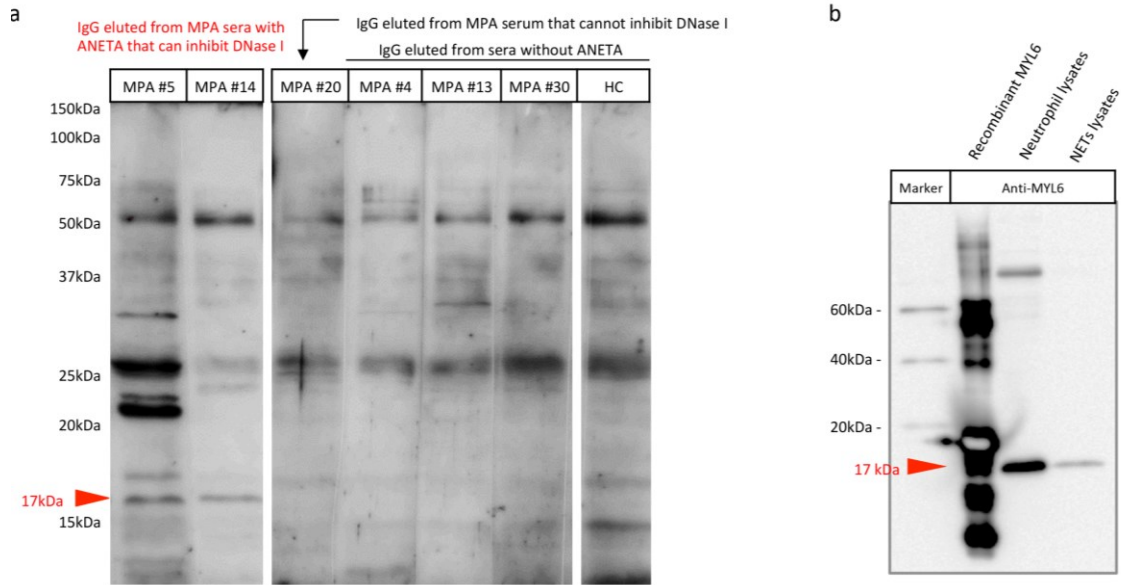 a
IgG eluted from MPA sera with
ANETA that can inhibit DNase I
IgG eluted from MPA serum that cannot inhibit DNase I
IgG eluted from sera without ANETA
MPA #5 MPA #14 MPA #20 MPA #4 MPA #13 MPA #30 HC
150kDa
100kDa
75kDa
50kDa
37kDa
25kDa
20kDa
17kDa
15kDa
b
Recombinant MYL6
Neutrophil lysates
NETs lysates
Marker Anti-MYL6
60kDa -
40kDa -
20kDa -
17 kDa